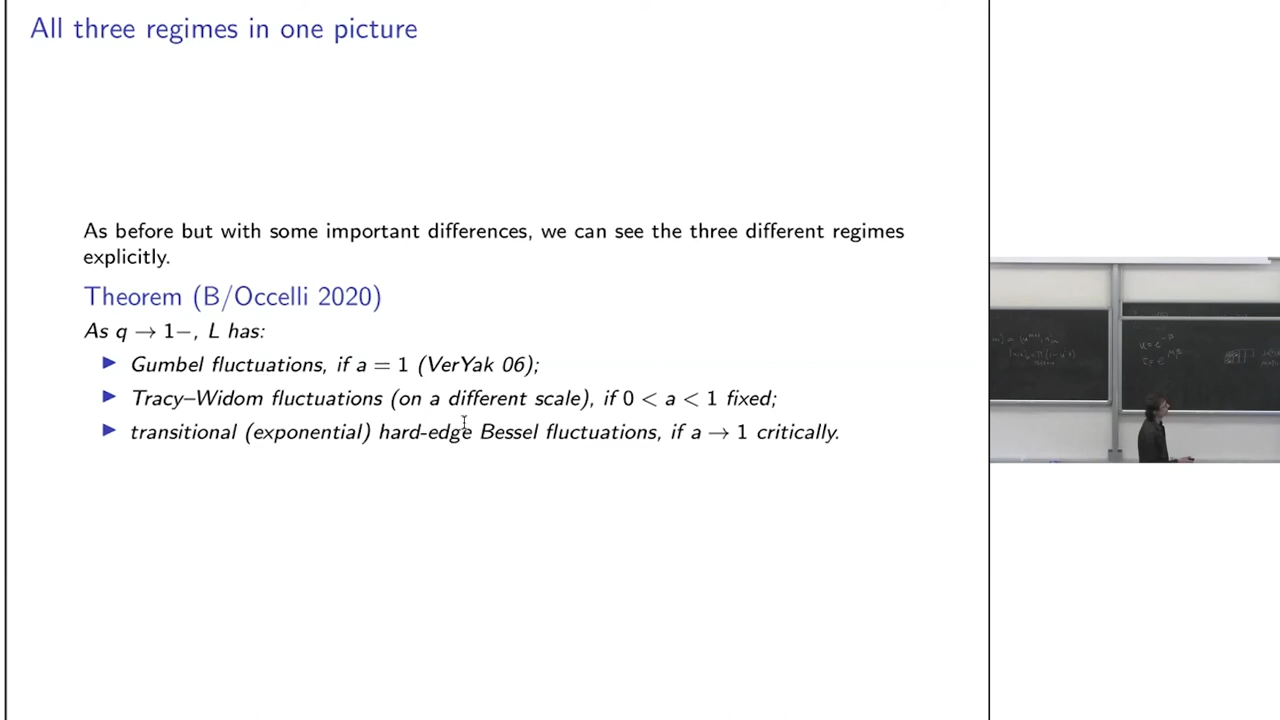 All three regimes in one picture
As before but with some important differences, we can see the three different regimes
explicitly.
Theorem (B/Occelli 2020)
As q → 1−, L has:
▶ Gumbel fluctuations, if a = 1 (VerYak 06);
▶ Tracy–Widom fluctuations (on a different scale), if 0 < a < 1 fixed;
▶ transitional (exponential) hard-edge Bessel fluctuations, if a → 1 critically.